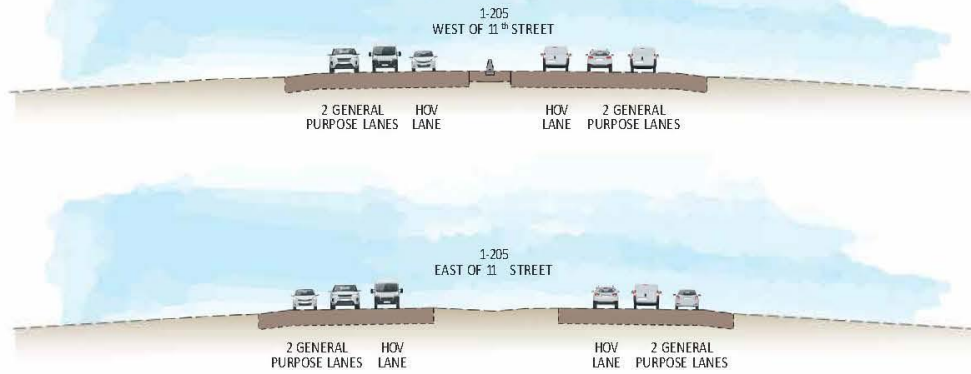 1-205
WEST OF 11th STREET
2 GENERAL
PURPOSE LANES
HOV
LANE
HOV
LANE
2 GENERAL
PURPOSE LANES
1-205
EAST OF 11 STREET
2 GENERAL
PURPOSE LANES
HOV
LANE
HOV
LANE
2 GENERAL
PURPOSE LANES